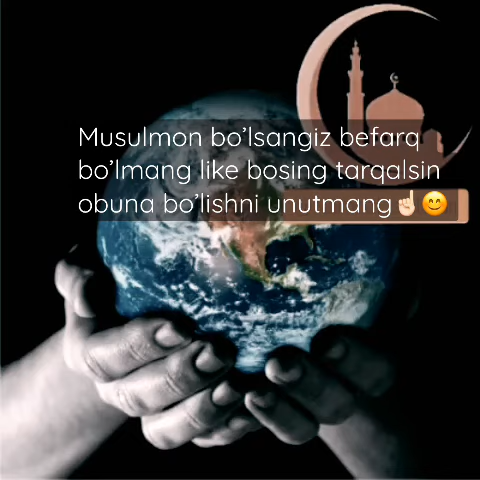 Musulmon bo’lsangiz befarq
bo’lmang like bosing tarqalsin
obuna bo’lishni unutmang☝🏻😊